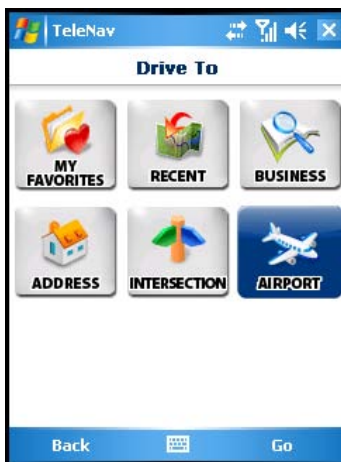 TeleNav
Drive To
MY FAVORITES
RECENT
BUSINESS
ADDRESS
INTERSECTION
AIRPORT
Back
Go